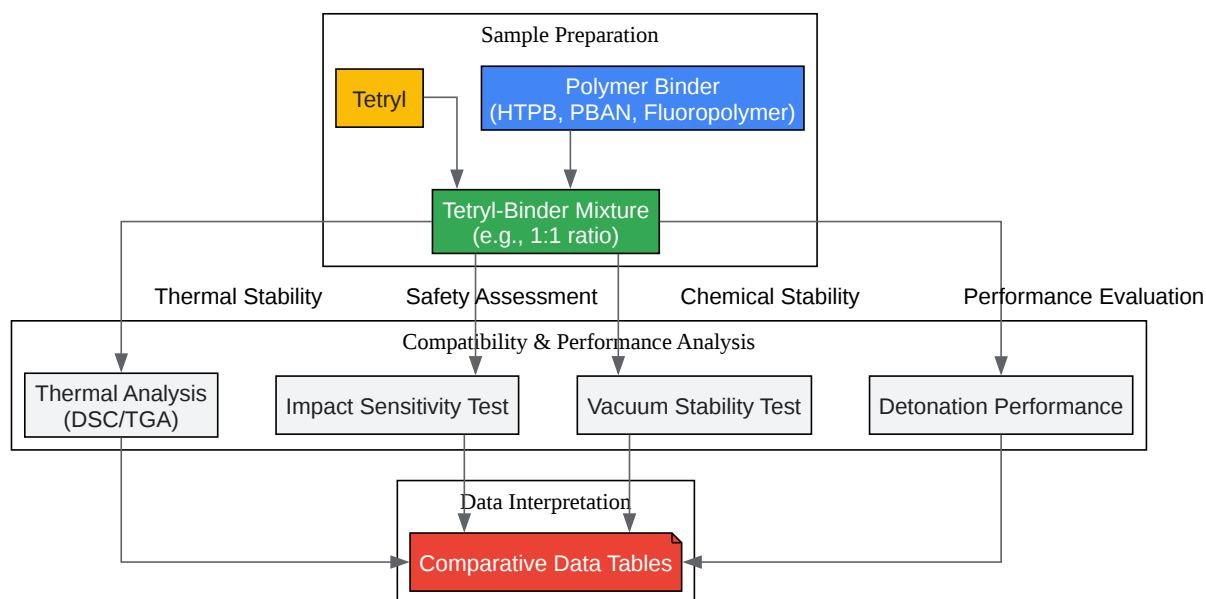 Sample Preparation
Tetryl
Polymer Binder
(HTPB, PBAN, Fluoropolymer)
Tetryl-Binder Mixture
(e.g., 1:1 ratio)
Thermal Stability
Safety Assessment
Chemical Stability
Performance Evaluation
Compatibility & Performance Analysis
Thermal Analysis
(DSC/TGA)
Impact Sensitivity Test
Vacuum Stability Test
Detonation Performance
Data Interpretation
Comparative Data Tables